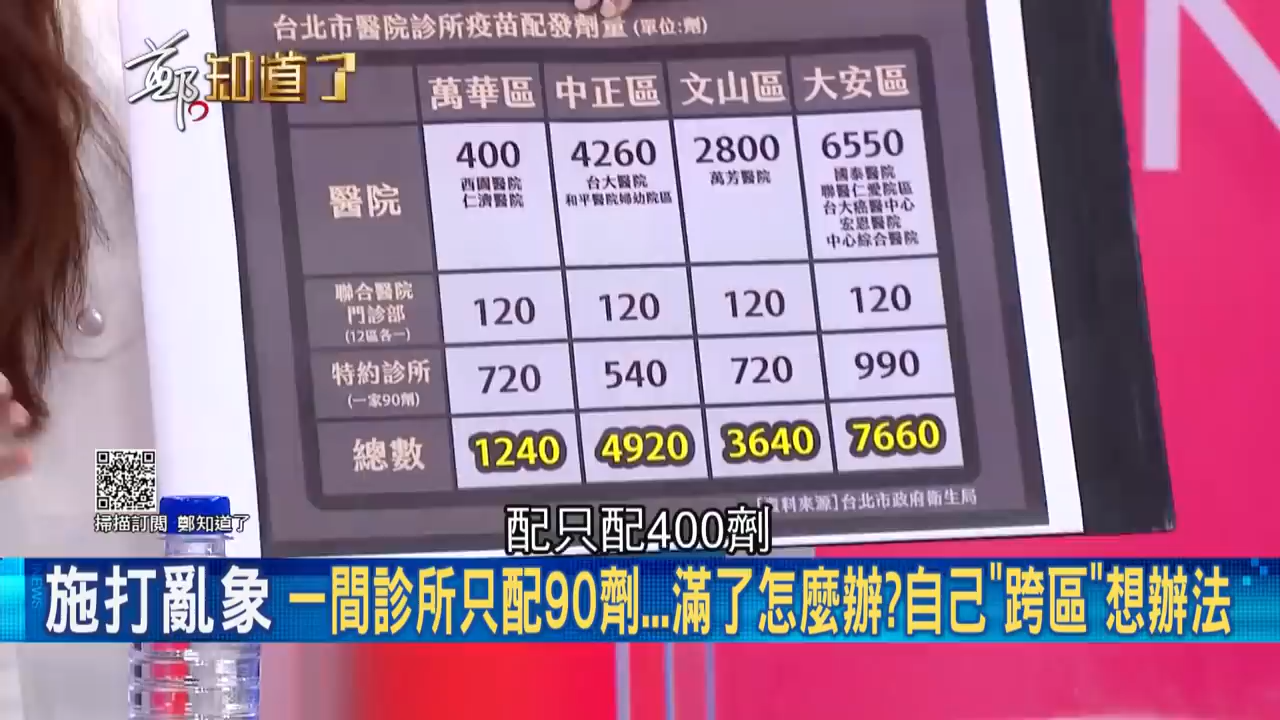 台北市醫院診所疫苗配發劑量(單位:劑)
鄭知道了
萬華區 中正區 文山區 大安區
醫院 400 4260 2800 6550
西園醫院 台大醫院 萬芳醫院 國泰醫院
仁濟醫院 和平醫院婦幼院區 聯醫仁愛院區
台大癌醫中心
宏恩醫院
中心綜合醫院
聯合醫院
門診部 120 120 120 120
(12區各一)
特約診所 720 540 720 990
(一家90劑)
總數 1240 4920 3640 7660
[資料來源]台北市政府衛生局
掃描訂閱 鄭知道了
配只配400劑
NEWS
施打亂象 一間診所只配90劑...滿了怎麼辦?自己"跨區"想辦法